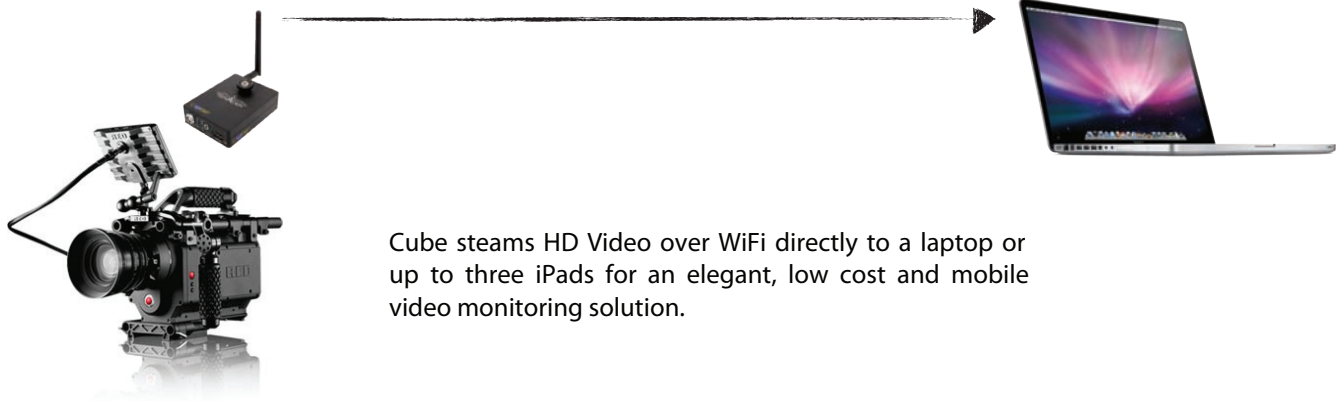 Cube steams HD Video over WiFi directly to a laptop or
up to three iPads for an elegant, low cost and mobile
video monitoring solution.
RED